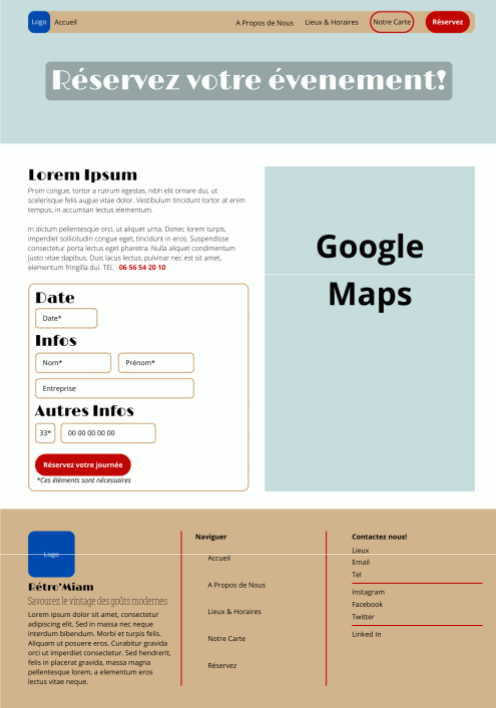 Logo Accueil A Propos de Nous Lieux & Horaires Notre Carte Réservez
Réservez votre évenement!
Lorem Ipsum
Proin congue, tortor a rutrum egestas, nibh elit ornare dui, ut
scelerisque felis augue vitae dolor. Vestibulum tincidunt tortor at enim
tempus, in accumsan lectus elementum.
In dictum pellentesque orci, ut aliquet urna. Donec lorem turpis,
imperdiet sollicitudin congue eget, tincidunt in eros. Suspendisse
consectetur porta lectus eget pharetra. Nulla aliquet condimentum
justo vitae dapibus. Duis lacus lectus, pulvinar nec est sit amet,
elementum fringilla dui. TEL : 06 56 54 20 10
Google
Maps
Date
Date*
Infos
Nom* Prénom*
Entreprise
Autres Infos
33* 00 00 00 00 00
Réservez votre journée
*Ces éléments sont nécessaires
Logo
Rétro'Miam
Savourez le vintage des goûts modernes
Lorem ipsum dolor sit amet, consectetur
adipiscing elit. Sed in massa nec neque
interdum bibendum. Morbi et turpis felis.
Aliquam ut posuere eros. Curabitur gravida
orci ut imperdiet consectetur. Sed hendrerit,
felis in placerat gravida, massa magna
pellentesque lorem, a elementum eros
lectus vitae neque.
Naviguer
Accueil
A Propos de Nous
Lieux & Horaires
Notre Carte
Réservez
Contactez nous!
Lieux
Email
Tel
Instagram
Facebook
Twitter
Linked In